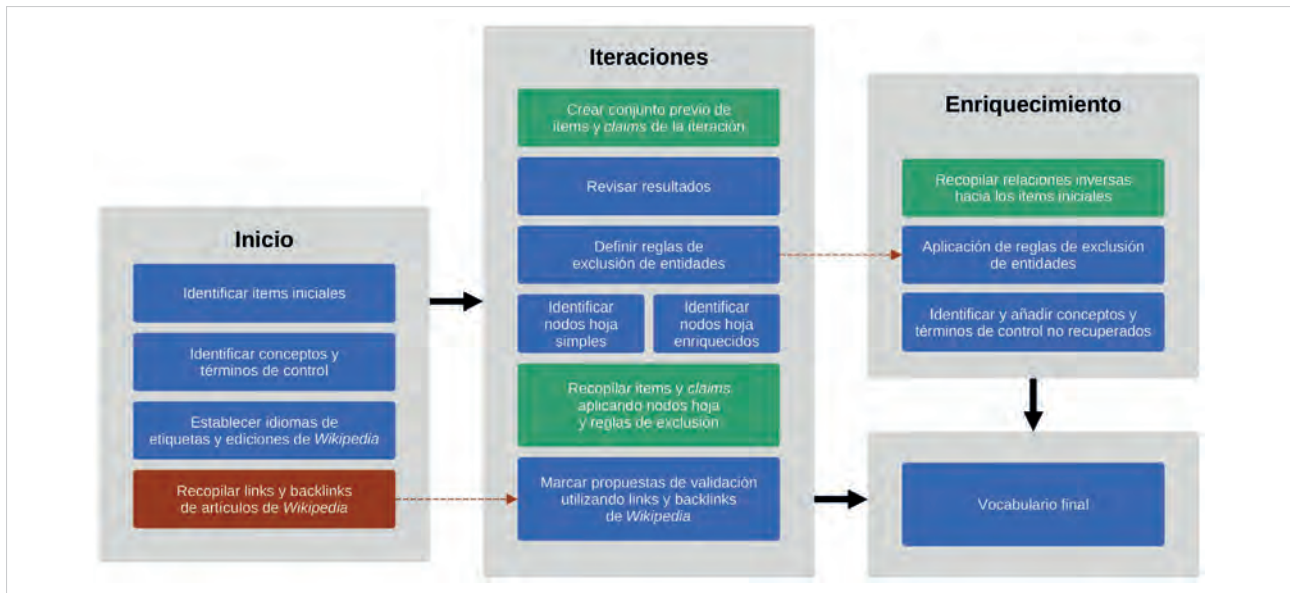 Inicio
Identificar items iniciales
Identificar conceptos y
términos de control
Establecer idiomas de
etiquetas y ediciones de Wikipedia
Recopilar links y backlinks
de artículos de Wikipedia
Iteraciones
Crear conjunto previo de
items y claims de la iteración
Revisar resultados
Definir reglas de
exclusión de entidades
Identificar
nodos hoja
simples
Identificar
nodos hoja
enriquecidos
Recopilar items y claims
aplicando nodos hoja
y reglas de exclusión
Marcar propuestas de validación
utilizando links y backlinks
de Wikipedia
Enriquecimiento
Recopilar relaciones inversas
hacia los items iniciales
Aplicación de reglas de exclusión
de entidades
Identificar y añadir conceptos y
términos de control no recuperados
Vocabulario final